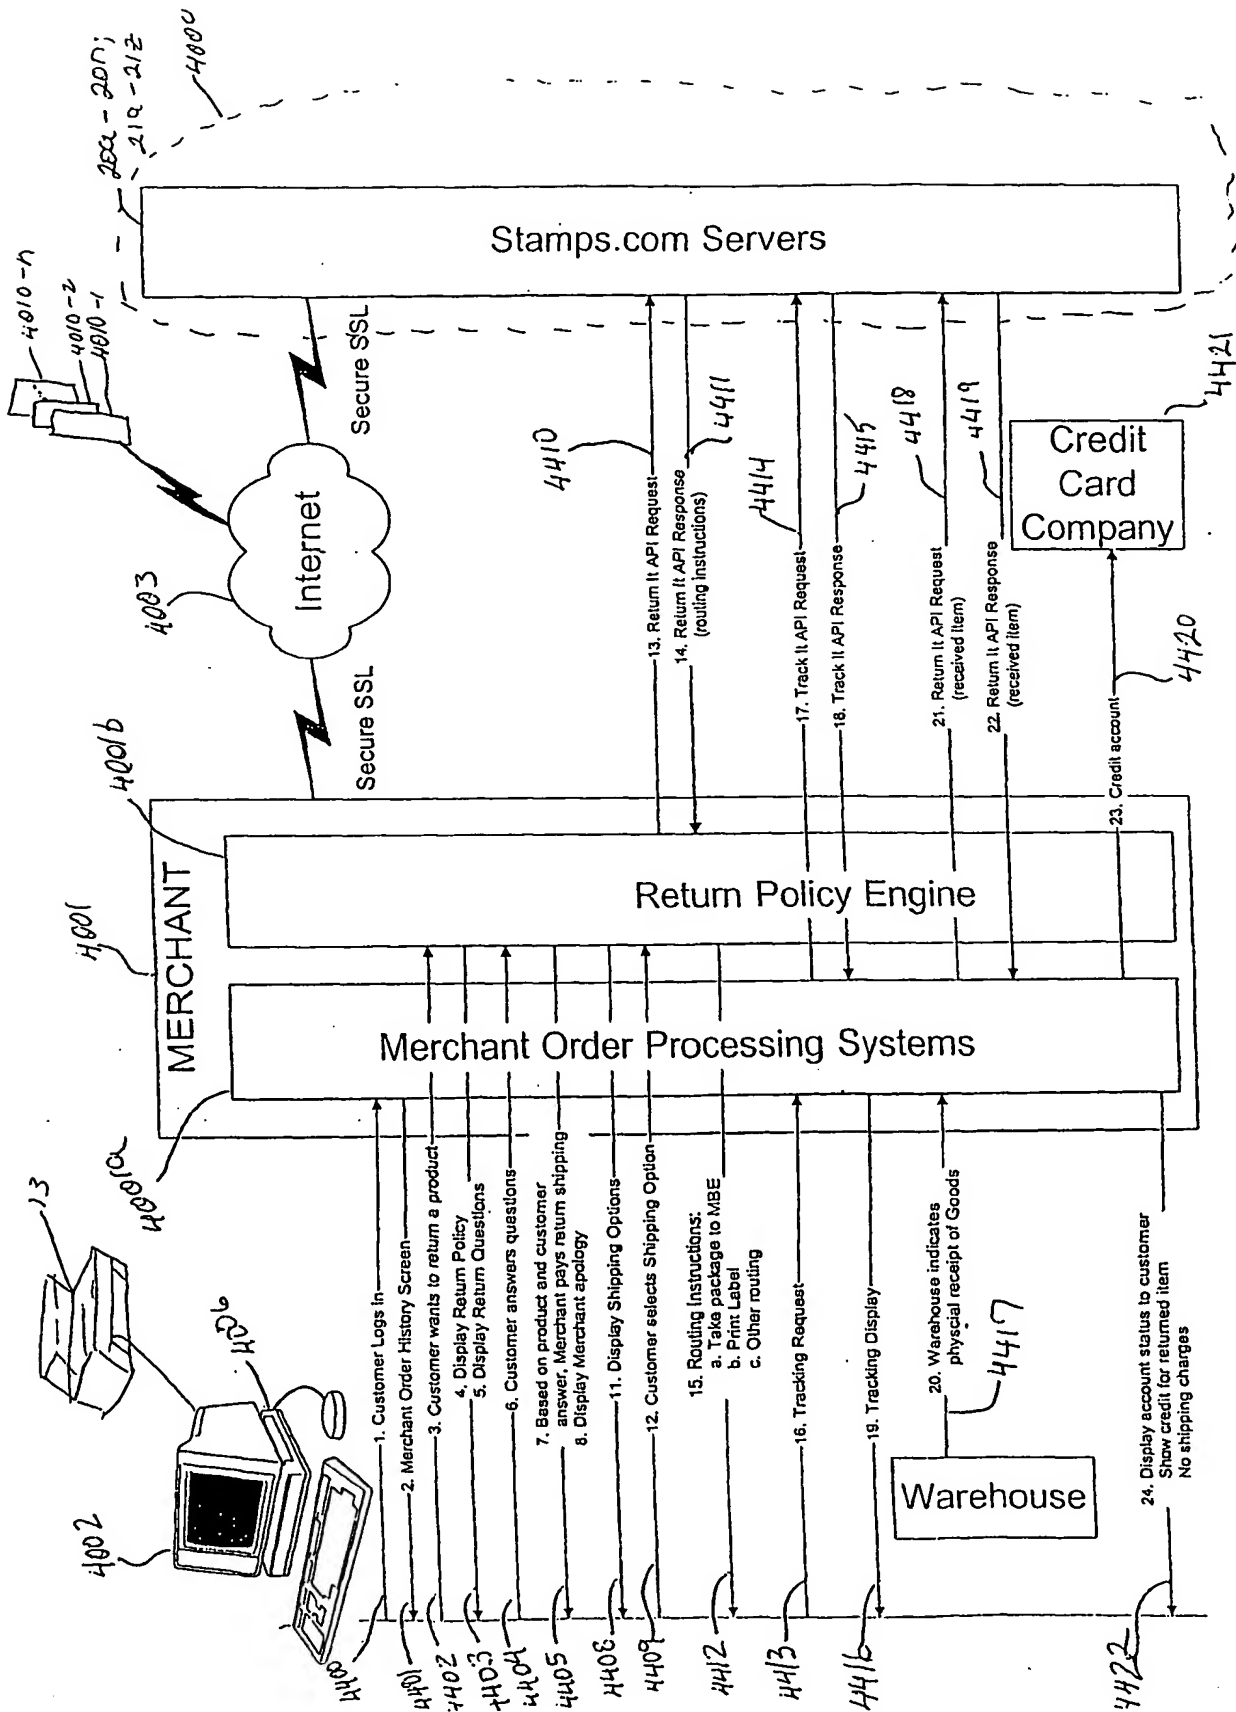 20a-20n;
21a-21z
4000
Stamps.com Servers
4010-n
4010-2
4010-1
Secure SSL
4003
Internet
Secure SSL
4410
13. Return It API Request
14. Return It API Response
(routing instructions)
4411
4414
17. Track It API Request
18. Track It API Response
4415
4418
21. Return It API Request
(received item)
4419
22. Return It API Response
(received item)
Credit
Card
Company
4421
23. Credit account
4420
4001
MERCHANT
4001b
Return Policy Engine
4001a
Merchant Order Processing Systems
13
4006
4002
4400
1. Customer Logs In
4401
2. Merchant Order History Screen
4402
3. Customer wants to return a product
4403
4. Display Return Policy
5. Display Return Questions
4404
6. Customer answers questions
4405
7. Based on product and customer
answer, Merchant pays return shipping
8. Display Merchant apology
4408
11. Display Shipping Options
4409
12. Customer selects Shipping Option
4412
15. Routing Instructions:
a. Take package to MBE
b. Print Label
c. Other routing
4413
16. Tracking Request
4416
19. Tracking Display
20. Warehouse indicates
physcial receipt of Goods
4417
Warehouse
4422
24. Display account status to customer
Show credit for returned item
No shipping charges